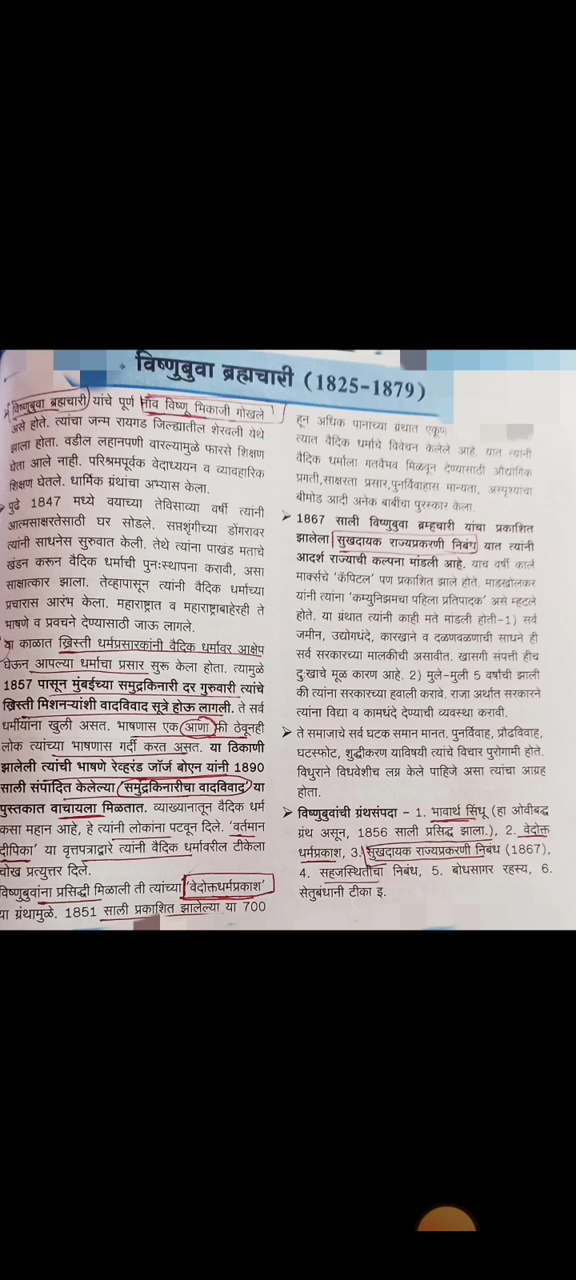 विष्णुबुवा ब्रह्मचारी (1825-1879)
विष्णुबुवा ब्रह्मचारी यांचे पूर्ण नाँव विष्णू भिकाजी गोखले
असे होते. त्यांचा जन्म रायगड जिल्ह्यातील शेरवली येथे
झाला होता. वडील लहानपणी वारल्यामुळे फारसे शिक्षण
घेता आले नाही. परिश्रमपूर्वक वेदाध्ययन व व्यावहारिक
शिक्षण घेतले. धार्मिक ग्रंथांचा अभ्यास केला.
पुढे 1847 मध्ये वयाच्या तेविसाव्या वर्षी त्यांनी
आत्मसाक्षरतेसाठी घर सोडले. सप्तशृंगीच्या डोंगरावर
त्यांनी साधनेस सुरुवात केली. तेथे त्यांना पाखंड मताचे
खंडन करून वैदिक धर्माची पुनःस्थापना करावी, असा
साक्षात्कार झाला. तेव्हापासून त्यांनी वैदिक धर्माच्या
प्रचारास आरंभ केला. महाराष्ट्रात व महाराष्ट्राबाहेरही ते
भाषणे व प्रवचने देण्यासाठी जाऊ लागले.
या काळात ख्रिस्ती धर्मप्रसारकांनी वैदिक धर्मावर आक्षेप
घेऊन आपल्या धर्माचा प्रसार सुरू केला होता. त्यामुळे
1857 पासून मुंबईच्या समुद्रकिनारी दर गुरुवारी त्यांचे
ख्रिस्ती मिशनऱ्यांशी वादविवाद सूत्रे होऊ लागली. ते सर्व
धर्मीयांना खुली असत. भाषणास एक आणा फी ठेवूनही
लोक त्यांच्या भाषणास गर्दी करत असत. या ठिकाणी
झालेली त्यांची भाषणे रेव्हरंड जॉर्ज बोएन यांनी 1890
साली संपादित केलेल्या 'समुद्रकिनारीचा वादविवाद' या
पुस्तकात वाचायला मिळतात. व्याख्यानातून वैदिक धर्म
कसा महान आहे, हे त्यांनी लोकांना पटवून दिले. 'वर्तमान
दीपिका' या वृत्तपत्राद्वारे त्यांनी वैदिक धर्मावरील टीकेला
चोख प्रत्युत्तर दिले.
विष्णुबुवांना प्रसिद्धी मिळाली ती त्यांच्या 'वेदोक्तधर्मप्रकाश'
या ग्रंथामुळे. 1851 साली प्रकाशित झालेल्या या 700
हून अधिक पानांच्या ग्रंथात एकूण
त्यात वैदिक धर्माचे विवेचन केलेले आहे. यात त्यांनी
वैदिक धर्माला गतवैभव मिळवून देण्यासाठी औद्योगिक
प्रगती,साक्षरता प्रसार,पुनर्विवाहास मान्यता, अस्पृश्यांचा
बीमोड आदी अनेक बाबींचा पुरस्कार केला.
➢ 1867 साली विष्णुबुवा ब्रम्हचारी यांचा प्रकाशित
झालेला सुखदायक राज्यप्रकरणी निबंध यात त्यांनी
आदर्श राज्याची कल्पना मांडली आहे. याच वर्षी कार्ल
मार्क्सचे 'कॅपिटल' पण प्रकाशित झाले होते. माडखोलकर
यांनी त्यांना 'कम्युनिझमचा पहिला प्रतिपादक' असे म्हटले
होते. या ग्रंथात त्यांनी काही मते मांडली होती-1) सर्व
जमीन, उद्योगधंदे, कारखाने व दळणवळणाची साधने ही
सर्व सरकारच्या मालकीची असावीत. खासगी संपत्ती हीच
दुःखाचे मूळ कारण आहे. 2) मुले-मुली 5 वर्षांची झाली
की त्यांना सरकारच्या हवाली करावे. राजा अर्थात सरकारने
त्यांना विद्या व कामधंदे देण्याची व्यवस्था करावी.
➢ ते समाजाचे सर्व घटक समान मानत. पुनर्विवाह, प्रौढविवाह,
घटस्फोट, शुद्धीकरण याविषयी त्यांचे विचार पुरोगामी होते.
विधुराने विधवेशीच लग्न केले पाहिजे असा त्यांचा आग्रह
होता.
➢ विष्णुबुवांची ग्रंथसंपदा - 1. भावार्थ सिंधू (हा ओवीबद्ध
ग्रंथ असून, 1856 साली प्रसिद्ध झाला.), 2. वेदोक्त
धर्मप्रकाश, 3. सुखदायक राज्यप्रकरणी निबंध (1867),
4. सहजस्थितीचा निबंध, 5. बोधसागर रहस्य, 6.
सेतुबंधानी टीका इ.